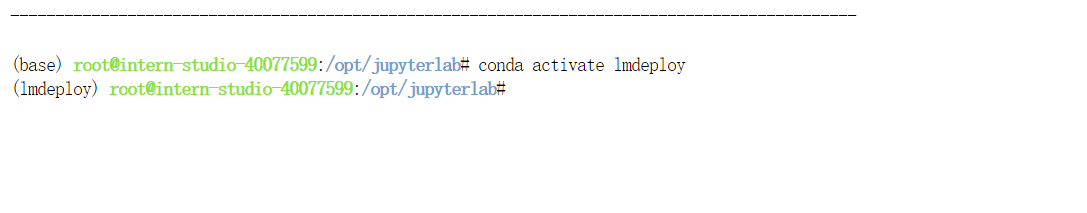 (base) root@intern-studio-40077599:/opt/jupyterlab# conda activate lmdeploy
(lmdeploy) root@intern-studio-40077599:/opt/jupyterlab#